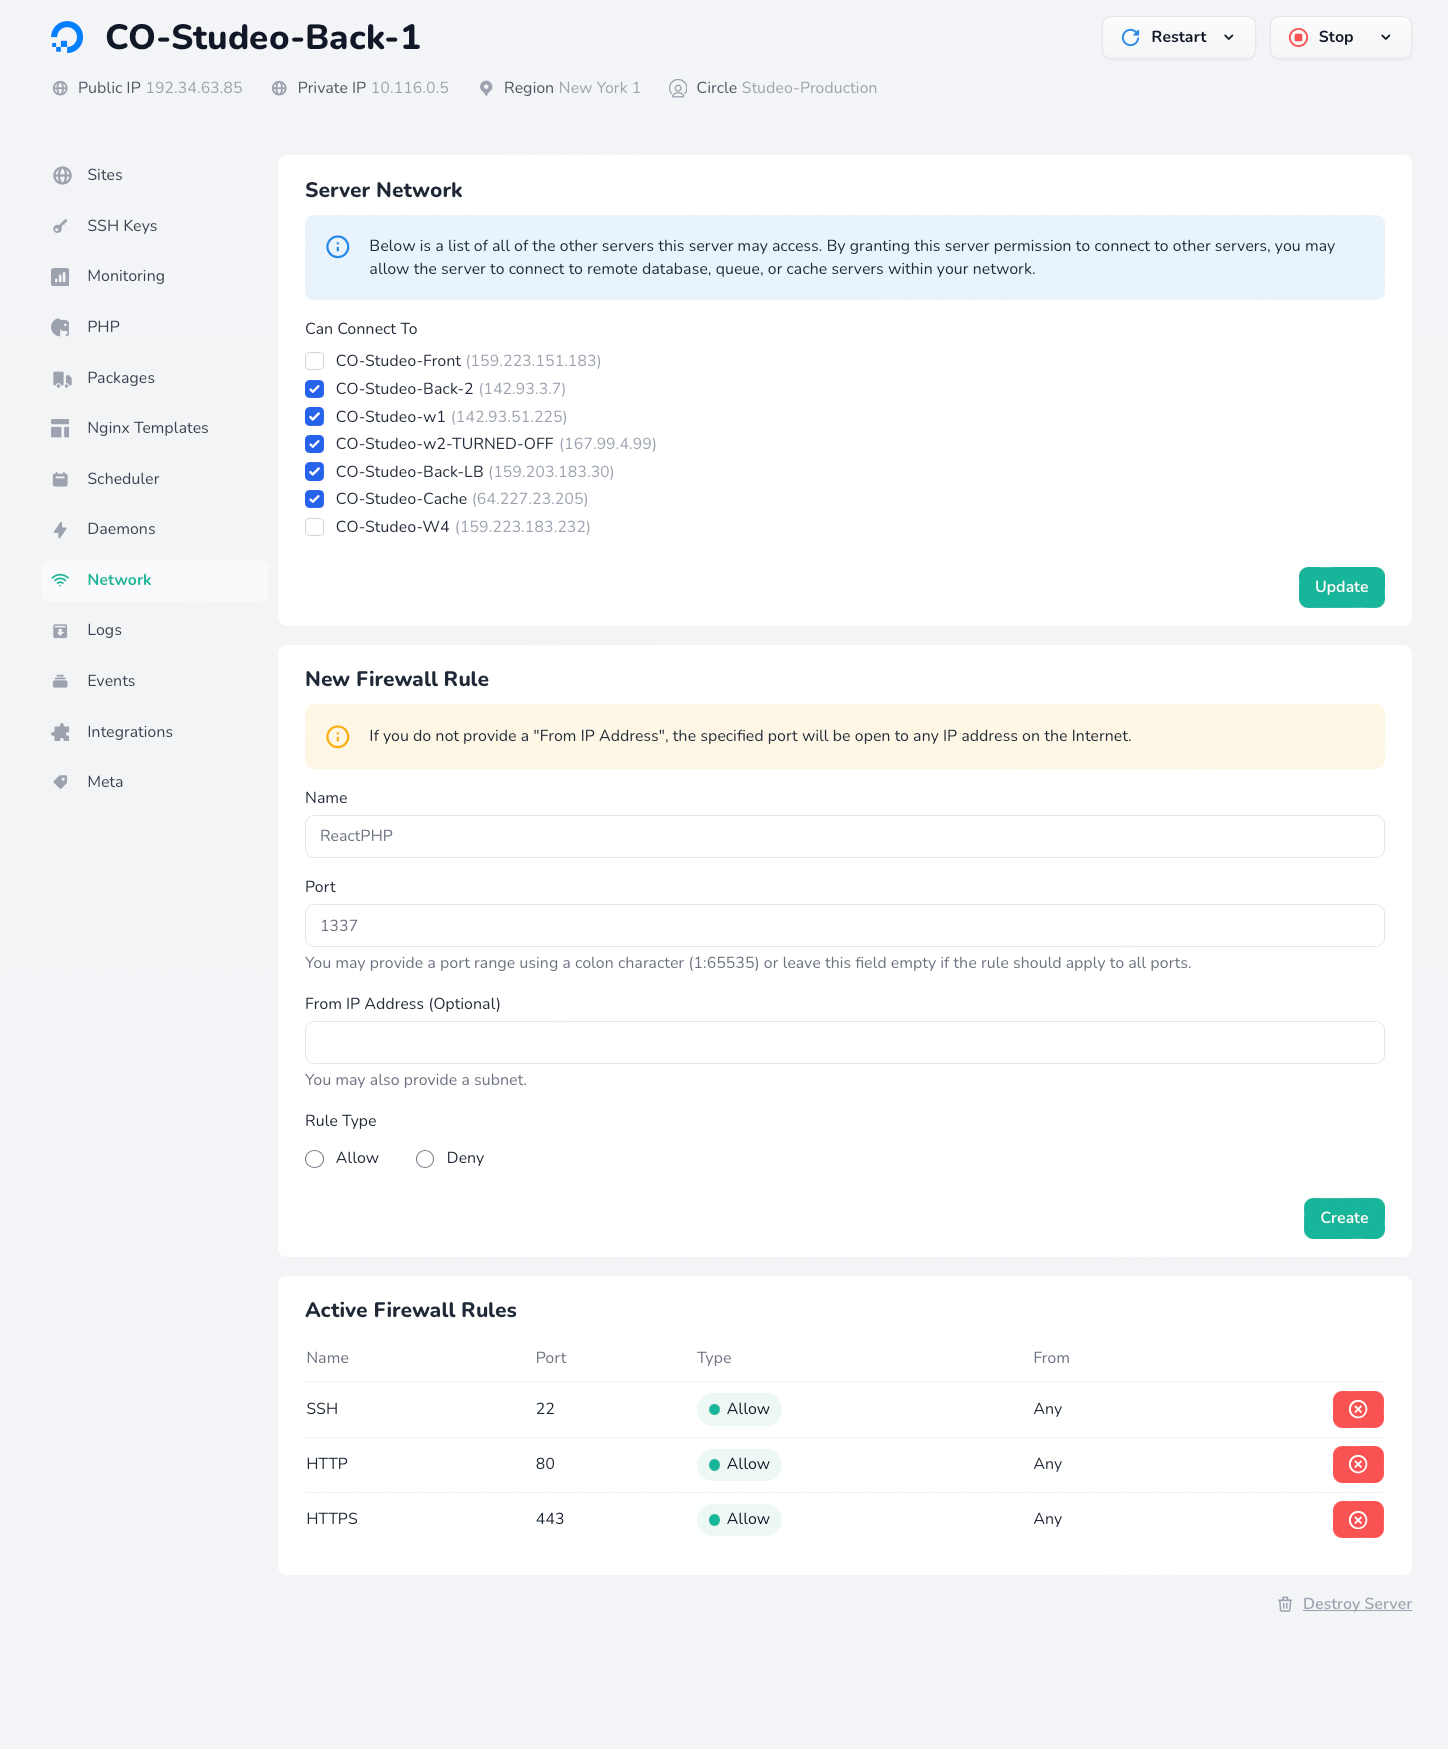 CO-Studeo-Back-1
Restart
Stop
Public IP 192.34.63.85
Private IP 10.116.0.5
Region New York 1
Circle Studeo-Production
Sites
SSH Keys
Monitoring
PHP
Packages
Nginx Templates
Scheduler
Daemons
Network
Logs
Events
Integrations
Meta
Server Network
Below is a list of all of the other servers this server may access. By granting this server permission to connect to other servers, you may
allow the server to connect to remote database, queue, or cache servers within your network.
Can Connect To
CO-Studeo-Front (159.223.151.183)
CO-Studeo-Back-2 (142.93.3.7)
CO-Studeo-w1 (142.93.51.225)
CO-Studeo-w2-TURNED-OFF (167.99.4.99)
CO-Studeo-Back-LB (159.203.183.30)
CO-Studeo-Cache (64.227.23.205)
CO-Studeo-W4 (159.223.183.232)
Update
New Firewall Rule
If you do not provide a "From IP Address", the specified port will be open to any IP address on the Internet.
Name
ReactPHP
Port
1337
You may provide a port range using a colon character (1:65535) or leave this field empty if the rule should apply to all ports.
From IP Address (Optional)
You may also provide a subnet.
Rule Type
Allow
Deny
Create
Active Firewall Rules
Name Port Type From
SSH 22 Allow Any
HTTP 80 Allow Any
HTTPS 443 Allow Any
Destroy Server